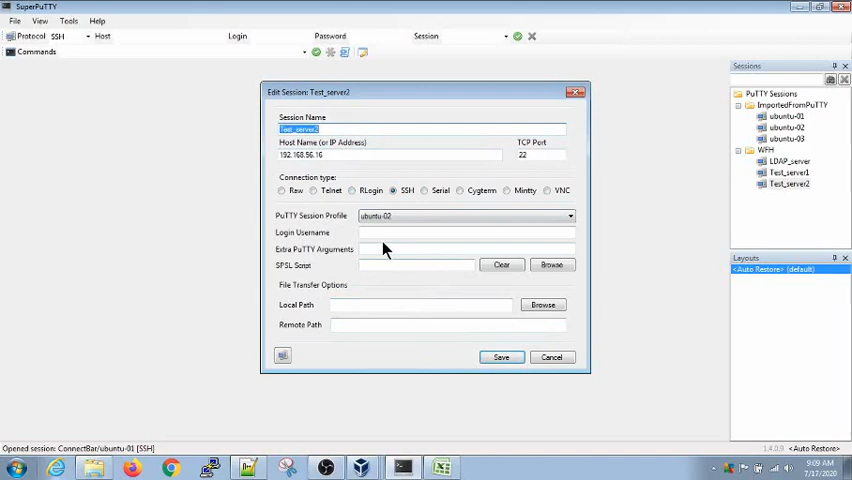 SuperPuTTY
File View Tools Help
Protocol SSH Host Login Password Session
Commands
Sessions
PuTTY Sessions
ImportedFromPuTTY
ubuntu-01
ubuntu-02
ubuntu-03
WFH
LDAP_server
Test_server1
Test_server2
Edit Session: Test_server2
Session Name
Test_server2
Host Name (or IP Address) TCP Port
192.168.56.16 22
Connection type:
Raw Telnet RLogin SSH Serial Cygterm Mintty VNC
PuTTY Session Profile ubuntu-02
Login Username
Extra PuTTY Arguments
SPSL Script Clear Browse
File Transfer Options
Local Path Browse
Remote Path
Save Cancel
Layouts
<Auto Restore> (default)
Opened session: ConnectBar/ubuntu-01 [SSH] 1.4.0.9 <Auto Restore>
9:09 AM
7/17/2020